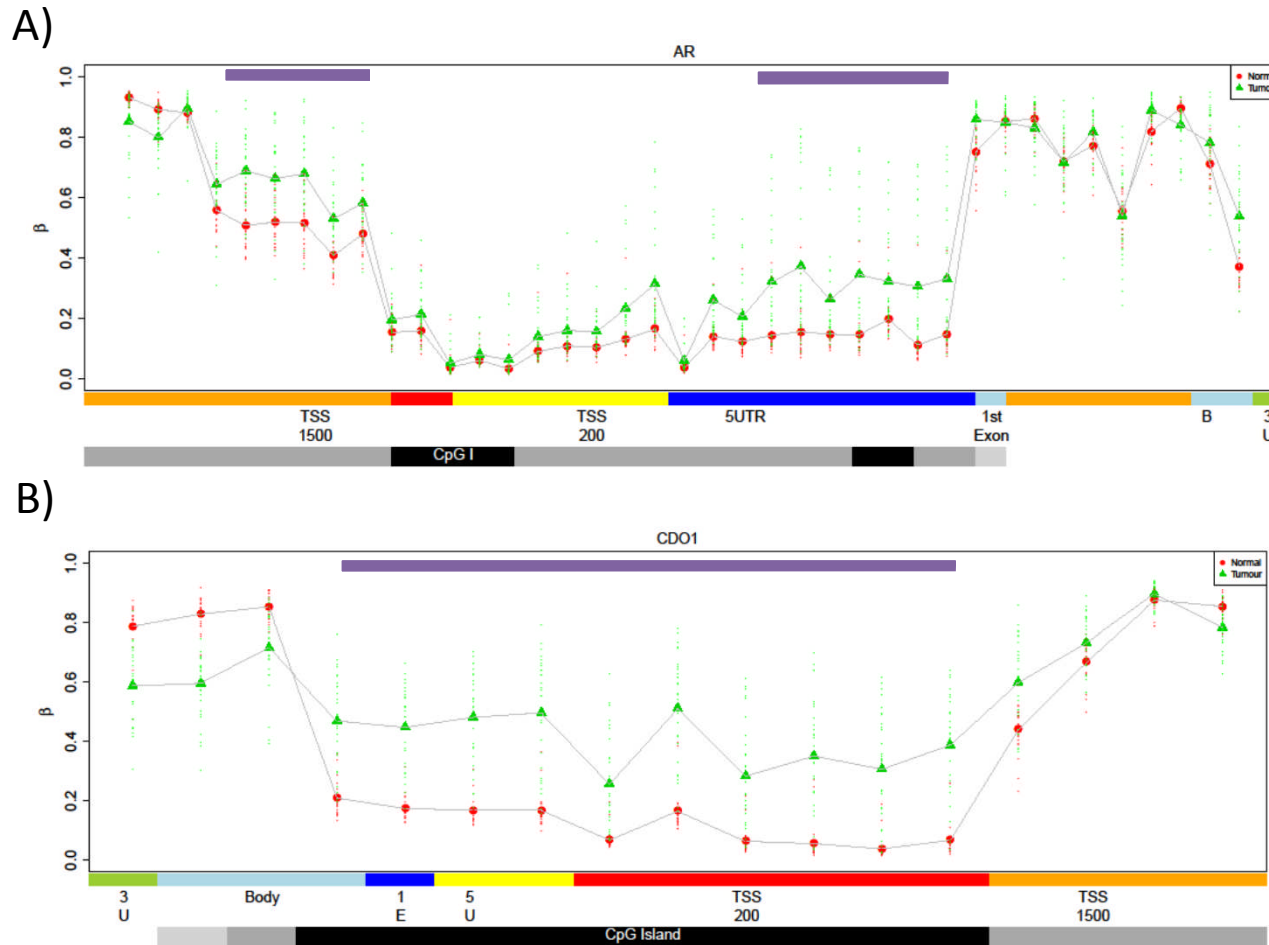 A)
AR
1.0
0.8
0.6
0.4
0.2
0.0
β
Norm
Tumou
TSS 1500
TSS 200
5UTR
1st Exon
B
3 U
CpG I
B)
CDO1
1.0
0.8
0.6
0.4
0.2
0.0
β
Normal
Tumour
3 U
Body
1 E
5 U
TSS 200
TSS 1500
CpG Island